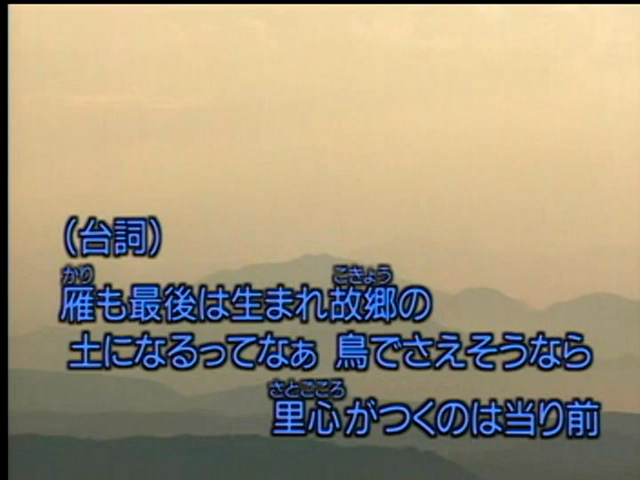 (台詞)
かり ごきょう
雁も最後は生まれ故郷の
土になるってなぁ 鳥でさえそうなら
さとごころ
里心がつくのは当り前